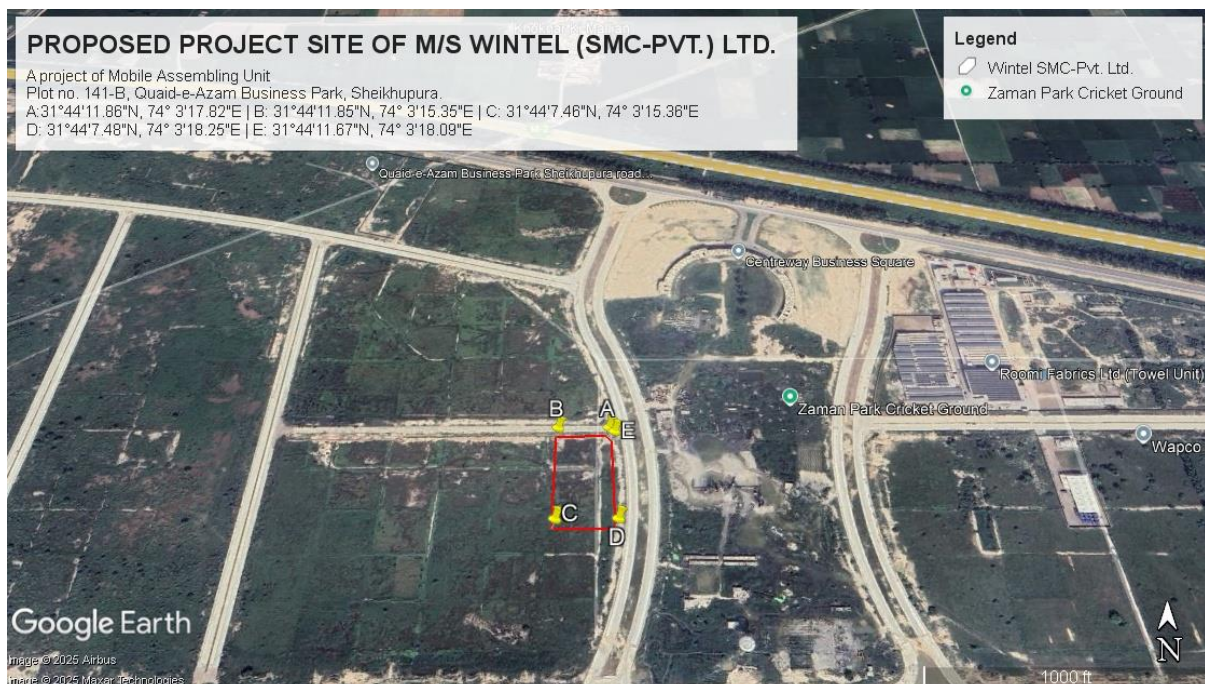 PROPOSED PROJECT SITE OF M/S WINTEL (SMC-PVT.) LTD.
A project of Mobile Assembling Unit
Plot no. 141-B, Quaid-e-Azam Business Park, Sheikhupura.
A:31°44'11.86"N, 74° 3'17.82"E | B: 31°44'11.85"N, 74° 3'15.35"E | C: 31°44'7.46"N, 74° 3'15.36"E
D: 31°44'7.48"N, 74° 3'18.25"E | E: 31°44'11.67"N, 74° 3'18.09"E
Legend
Wintel SMC-Pvt. Ltd.
Zaman Park Cricket Ground
Quaid-e-Azam Business Park Sheikhupura road...
Centreway Business Square
Roomi Fabrics Ltd (Towel Unit)
Zaman Park Cricket Ground
B
A
E
Wapco
C
D
Google Earth
Image © 2025 Airbus
Image © 2025 Maxar Technologies
N
1000 ft